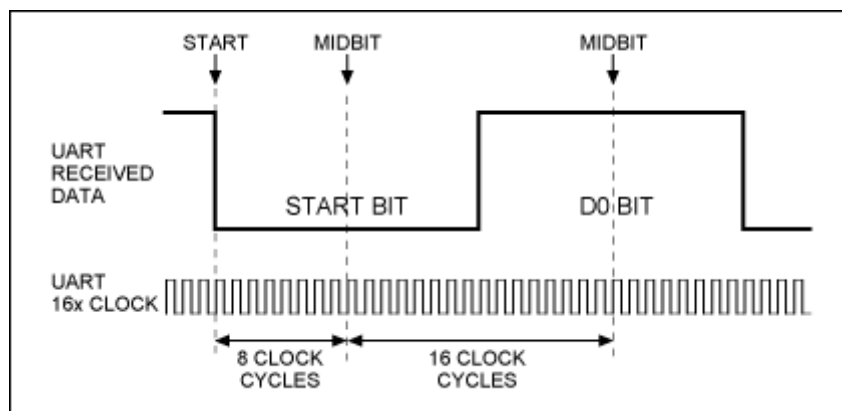 START
MIDBIT
MIDBIT
UART
RECEIVED
DATA
START BIT
D0 BIT
UART
16x CLOCK
8 CLOCK
CYCLES
16 CLOCK
CYCLES